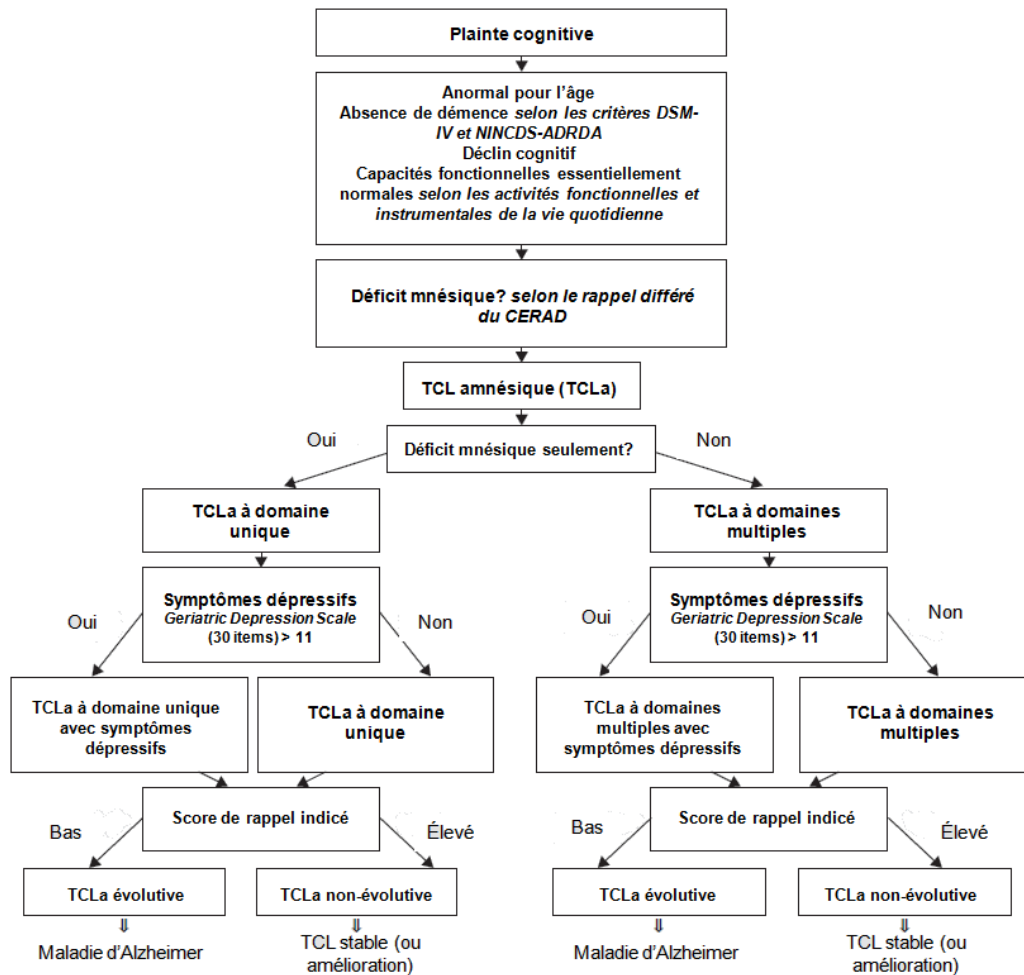 Plainte cognitive
Anormal pour l'âge
Absence de démence selon les critères DSM-
IV et NINCDS-ADRDA
Déclin cognitif
Capacités fonctionnelles essentiellement
normales selon les activités fonctionnelles et
instrumentales de la vie quotidienne
Déficit mnésique? selon le rappel différé
du CERAD
TCL amnésique (TCLa)
Oui
Déficit mnésique seulement?
Non
TCLa à domaine
unique
TCLa à domaines
multiples
Symptômes dépressifs
Geriatric Depression Scale
(30 items) > 11
Oui
Non
Symptômes dépressifs
Geriatric Depression Scale
(30 items) > 11
Oui
Non
TCLa à domaine unique
avec symptômes
dépressifs
TCLa à domaine
unique
TCLa à domaines
multiples avec
symptômes dépressifs
TCLa à domaines
multiples
Score de rappel indicé
Bas
Élevé
Score de rappel indicé
Bas
Élevé
TCLa évolutive
TCLa non-évolutive
TCLa évolutive
TCLa non-évolutive
⇓
⇓
⇓
⇓
Maladie d'Alzheimer
TCL stable (ou
amélioration)
Maladie d'Alzheimer
TCL stable (ou
amélioration)